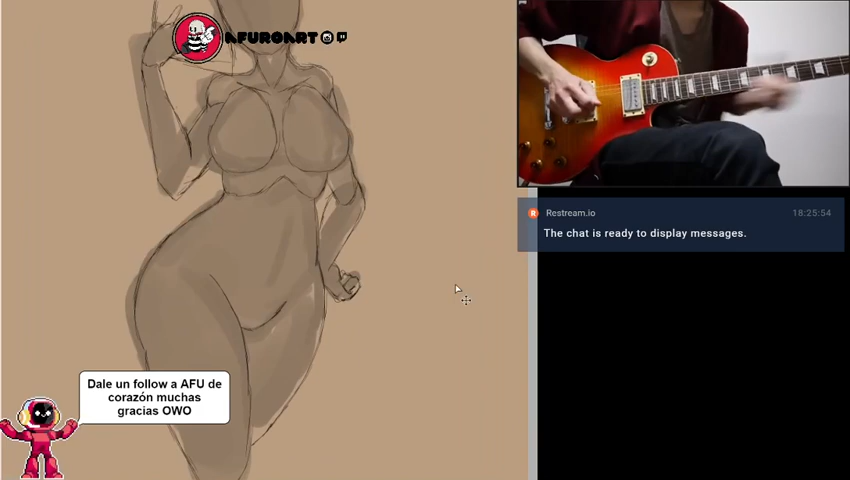 AFUROART
Restream.io
18:25:54
The chat is ready to display messages.
Dale un follow a AFU de
corazón muchas
gracias OWO